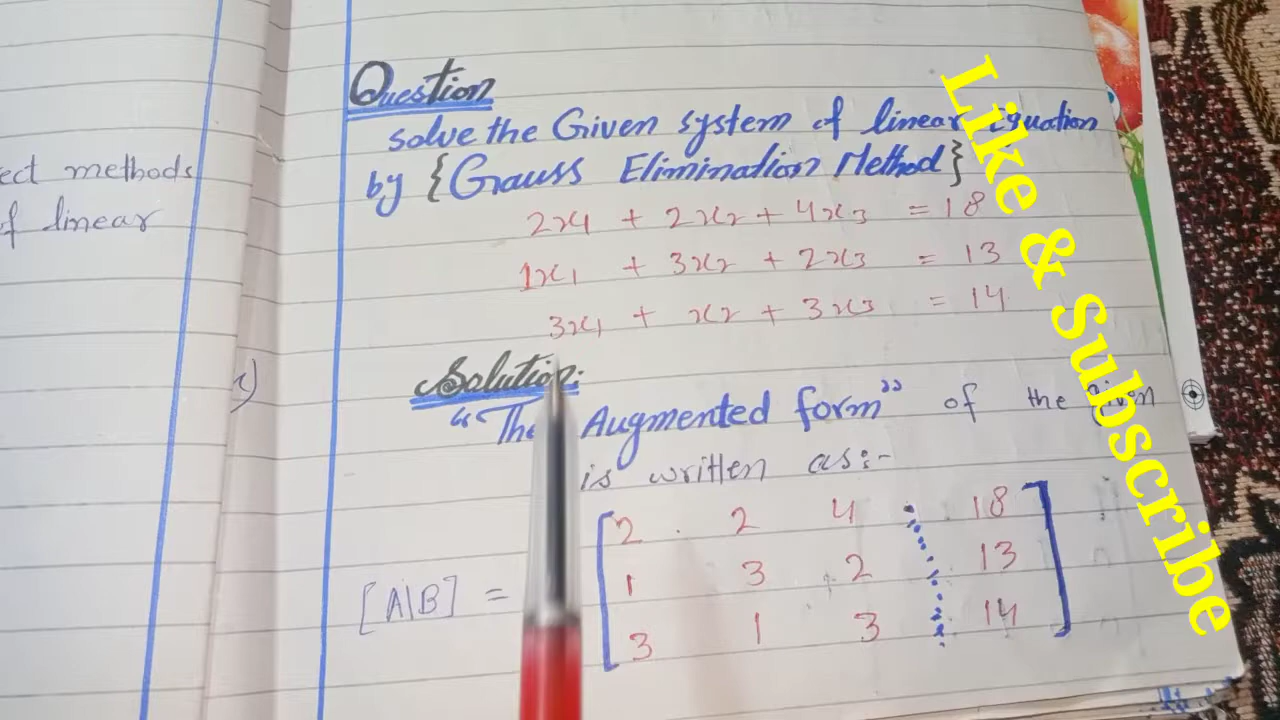 ect methods
f linear
Question
solve the Given system of linear Equation
by {Gauss Elimination Method}
2x1 + 2x2 + 4x3 = 18
1x1 + 3x2 + 2x3 = 13
3x1 + x2 + 3x3 = 14
Solution:
"The Augmented form" of the given
is written as:-
[A|B] =
2 2 4 18
1 3 2 13
3 1 3 14
Like & Subscribe